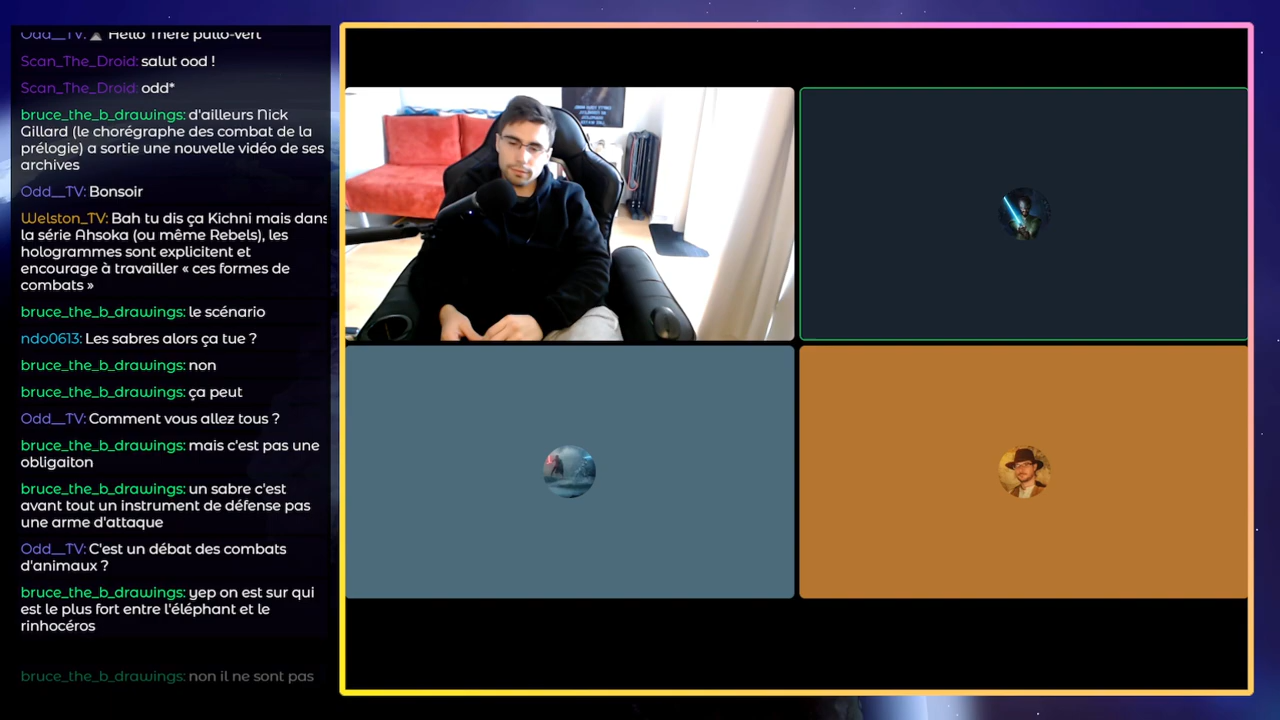 Odd__TV: Hello There pullo-vert
Scan_The_Droid: salut ood !
Scan_The_Droid: odd*
bruce_the_b_drawings: d'ailleurs Nick
Gillard (le chorégraphe des combat de la
prélogie) a sortie une nouvelle vidéo de ses
archives
Odd__TV: Bonsoir
Welston_TV: Bah tu dis ça Kichni mais dans
la série Ahsoka (ou même Rebels), les
hologrammes sont explicitent et
encourage à travailler « ces formes de
combats »
bruce_the_b_drawings: le scénario
ndo0613: Les sabres alors ça tue ?
bruce_the_b_drawings: non
bruce_the_b_drawings: ça peut
Odd__TV: Comment vous allez tous ?
bruce_the_b_drawings: mais c'est pas une
obligaiton
bruce_the_b_drawings: un sabre c'est
avant tout un instrument de défense pas
une arme d'attaque
Odd__TV: C'est un débat des combats
d'animaux ?
bruce_the_b_drawings: yep on est sur qui
est le plus fort entre l'éléphant et le
rinhocéros
bruce_the_b_drawings: non il ne sont pas